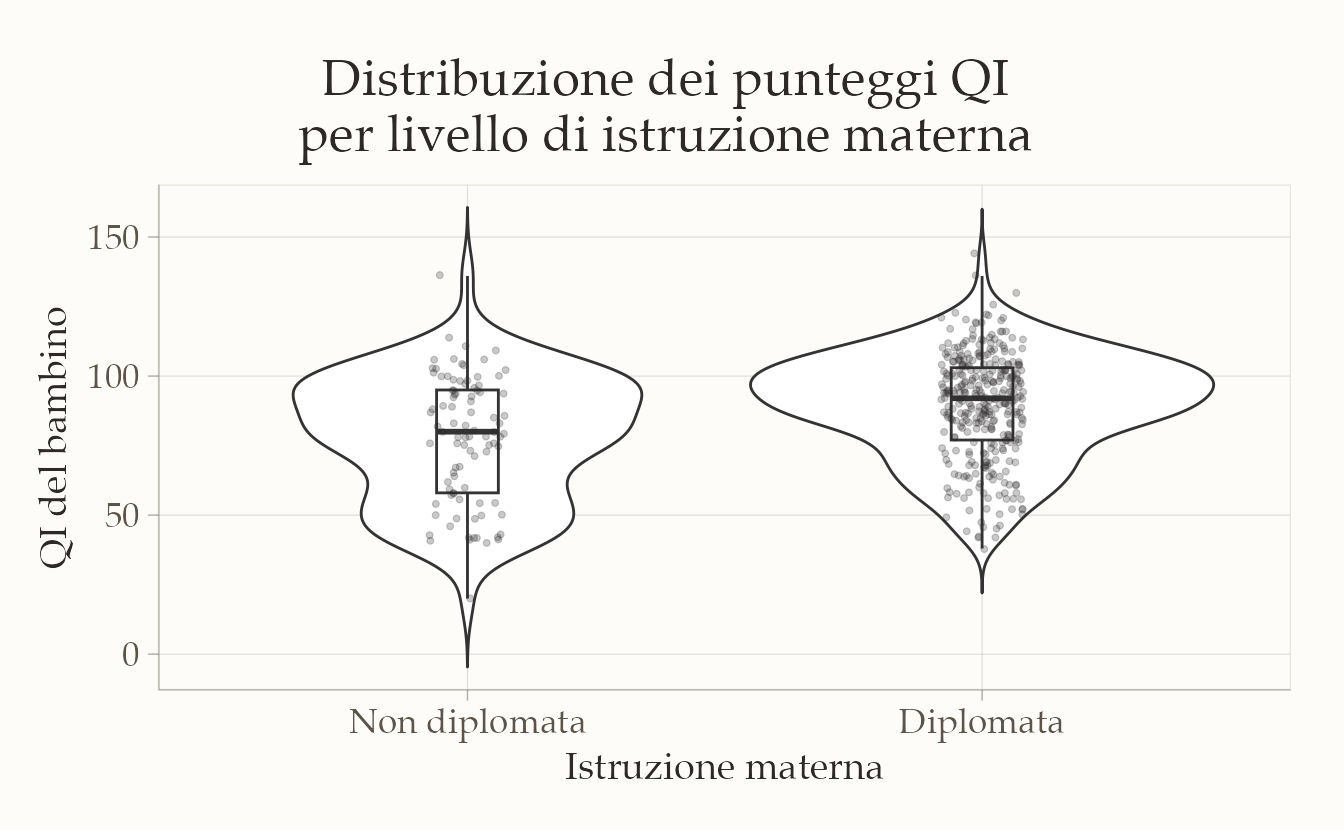 Distribuzione dei punteggi QI
per livello di istruzione materna
QI del bambino
150
100
50
0
Non diplomata
Diplomata
Istruzione materna